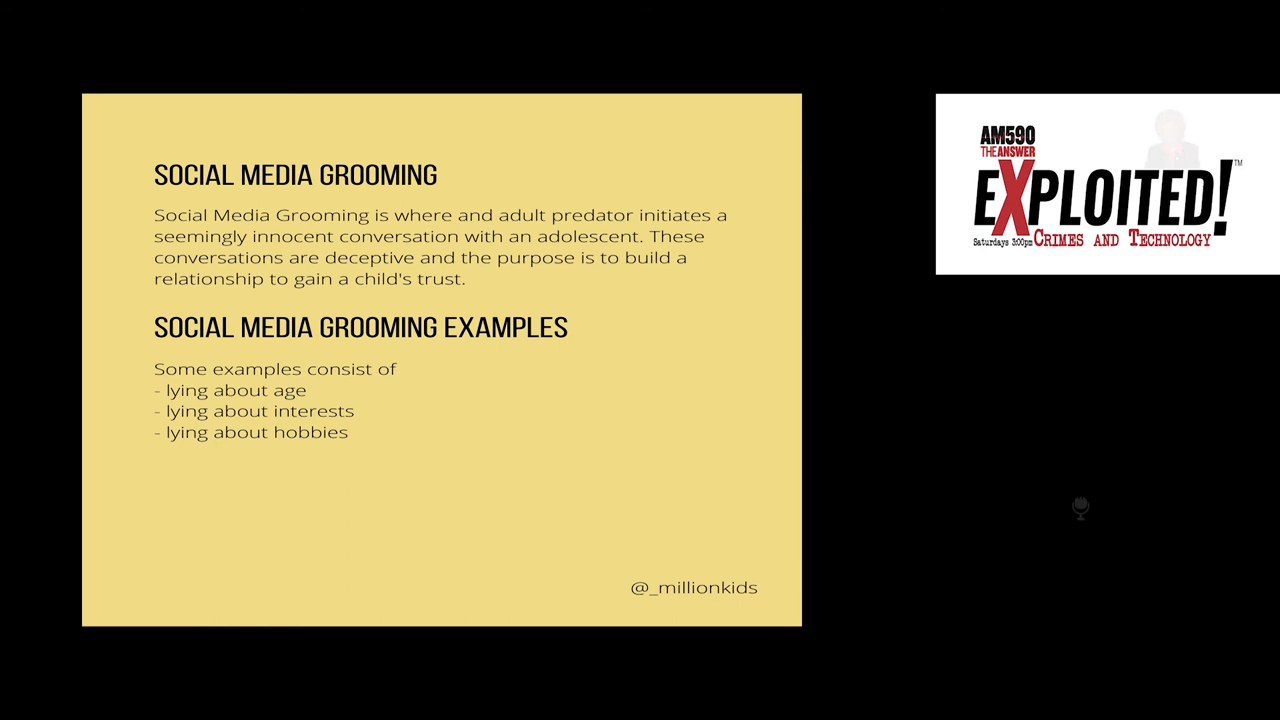 SOCIAL MEDIA GROOMING
Social Media Grooming is where and adult predator initiates a
seemingly innocent conversation with an adolescent. These
conversations are deceptive and the purpose is to build a
relationship to gain a child's trust.
SOCIAL MEDIA GROOMING EXAMPLES
Some examples consist of
- lying about age
- lying about interests
- lying about hobbies
@_millionkids
AM590
THE ANSWER
EXPLOITED!™
Saturdays 3:00pm CRIMES AND TECHNOLOGY